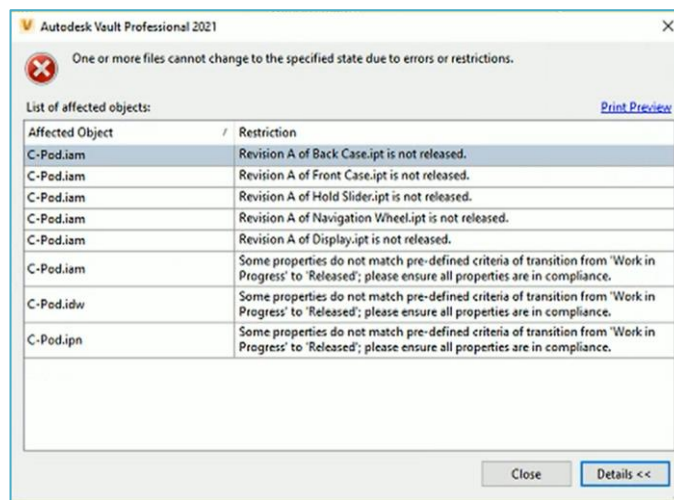 Autodesk Vault Professional 2021
One or more files cannot change to the specified state due to errors or restrictions.
List of affected objects:
Print Preview
Affected Object / Restriction
C-Pod.iam Revision A of Back Case.ipt is not released.
C-Pod.iam Revision A of Front Case.ipt is not released.
C-Pod.iam Revision A of Hold Slider.ipt is not released.
C-Pod.iam Revision A of Navigation Wheel.ipt is not released.
C-Pod.iam Revision A of Display.ipt is not released.
C-Pod.iam Some properties do not match pre-defined criteria of transition from 'Work in
Progress' to 'Released'; please ensure all properties are in compliance.
C-Pod.idw Some properties do not match pre-defined criteria of transition from 'Work in
Progress' to 'Released'; please ensure all properties are in compliance.
C-Pod.ipn Some properties do not match pre-defined criteria of transition from 'Work in
Progress' to 'Released'; please ensure all properties are in compliance.
Close
Details <<